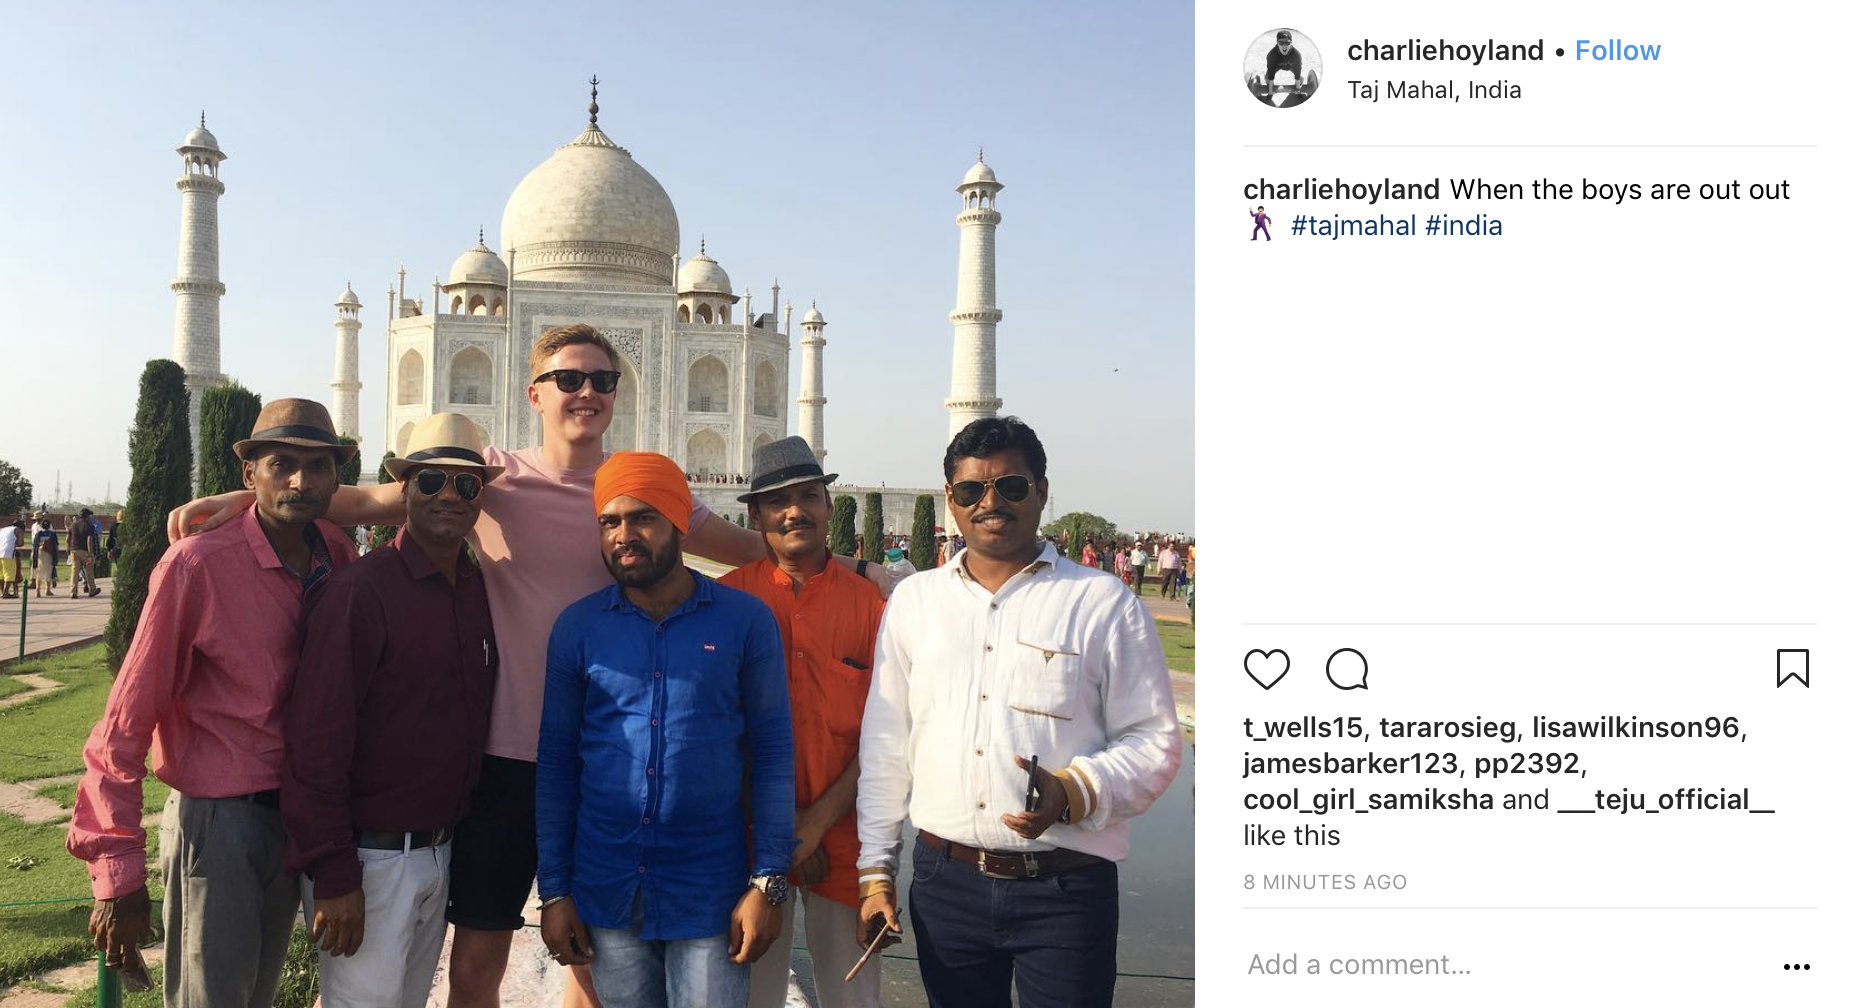 charliehoyland • Follow
Taj Mahal, India
charliehoyland When the boys are out out
🕺 #tajmahal #india
t_wells15, tararosieg, lisawilkinson96,
jamesbarker123, pp2392,
cool_girl_samiksha and ___teju_official__
like this
8 MINUTES AGO
Add a comment...